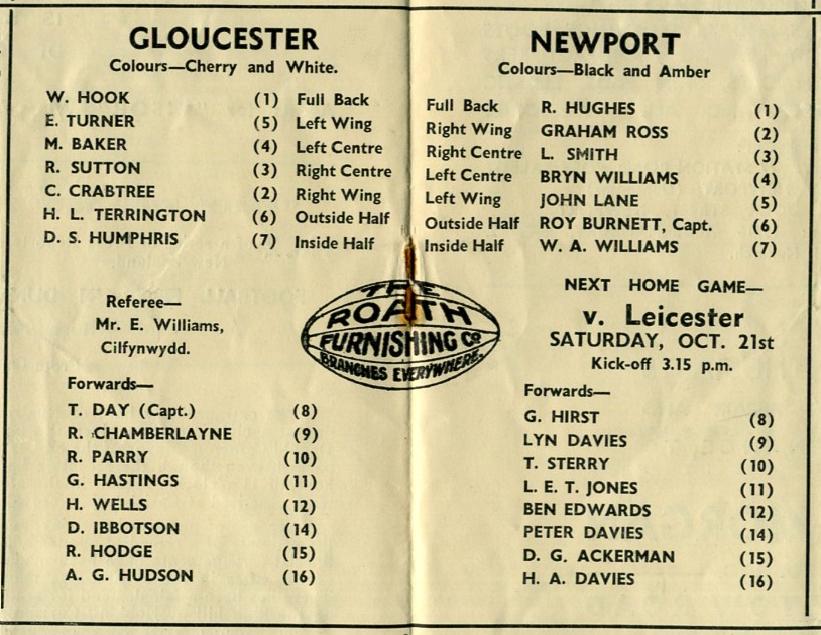 GLOUCESTER
Colours—Cherry and White.
W. HOOK (1) Full Back
E. TURNER (5) Left Wing
M. BAKER (4) Left Centre
R. SUTTON (3) Right Centre
C. CRABTREE (2) Right Wing
H. L. TERRINGTON (6) Outside Half
D. S. HUMPHRIS (7) Inside Half
Referee—
Mr. E. Williams,
Cilfynwydd.
Forwards—
T. DAY (Capt.) (8)
R. CHAMBERLAYNE (9)
R. PARRY (10)
G. HASTINGS (11)
H. WELLS (12)
D. IBBOTSON (14)
R. HODGE (15)
A. G. HUDSON (16)
THE
ROATH
FURNISHING Co
BRANCHES EVERYWHERE.
NEWPORT
Colours—Black and Amber
Full Back R. HUGHES (1)
Right Wing GRAHAM ROSS (2)
Right Centre L. SMITH (3)
Left Centre BRYN WILLIAMS (4)
Left Wing JOHN LANE (5)
Outside Half ROY BURNETT, Capt. (6)
Inside Half W. A. WILLIAMS (7)
NEXT HOME GAME—
v. Leicester
SATURDAY, OCT. 21st
Kick-off 3.15 p.m.
Forwards—
G. HIRST (8)
LYN DAVIES (9)
T. STERRY (10)
L. E. T. JONES (11)
BEN EDWARDS (12)
PETER DAVIES (14)
D. G. ACKERMAN (15)
H. A. DAVIES (16)